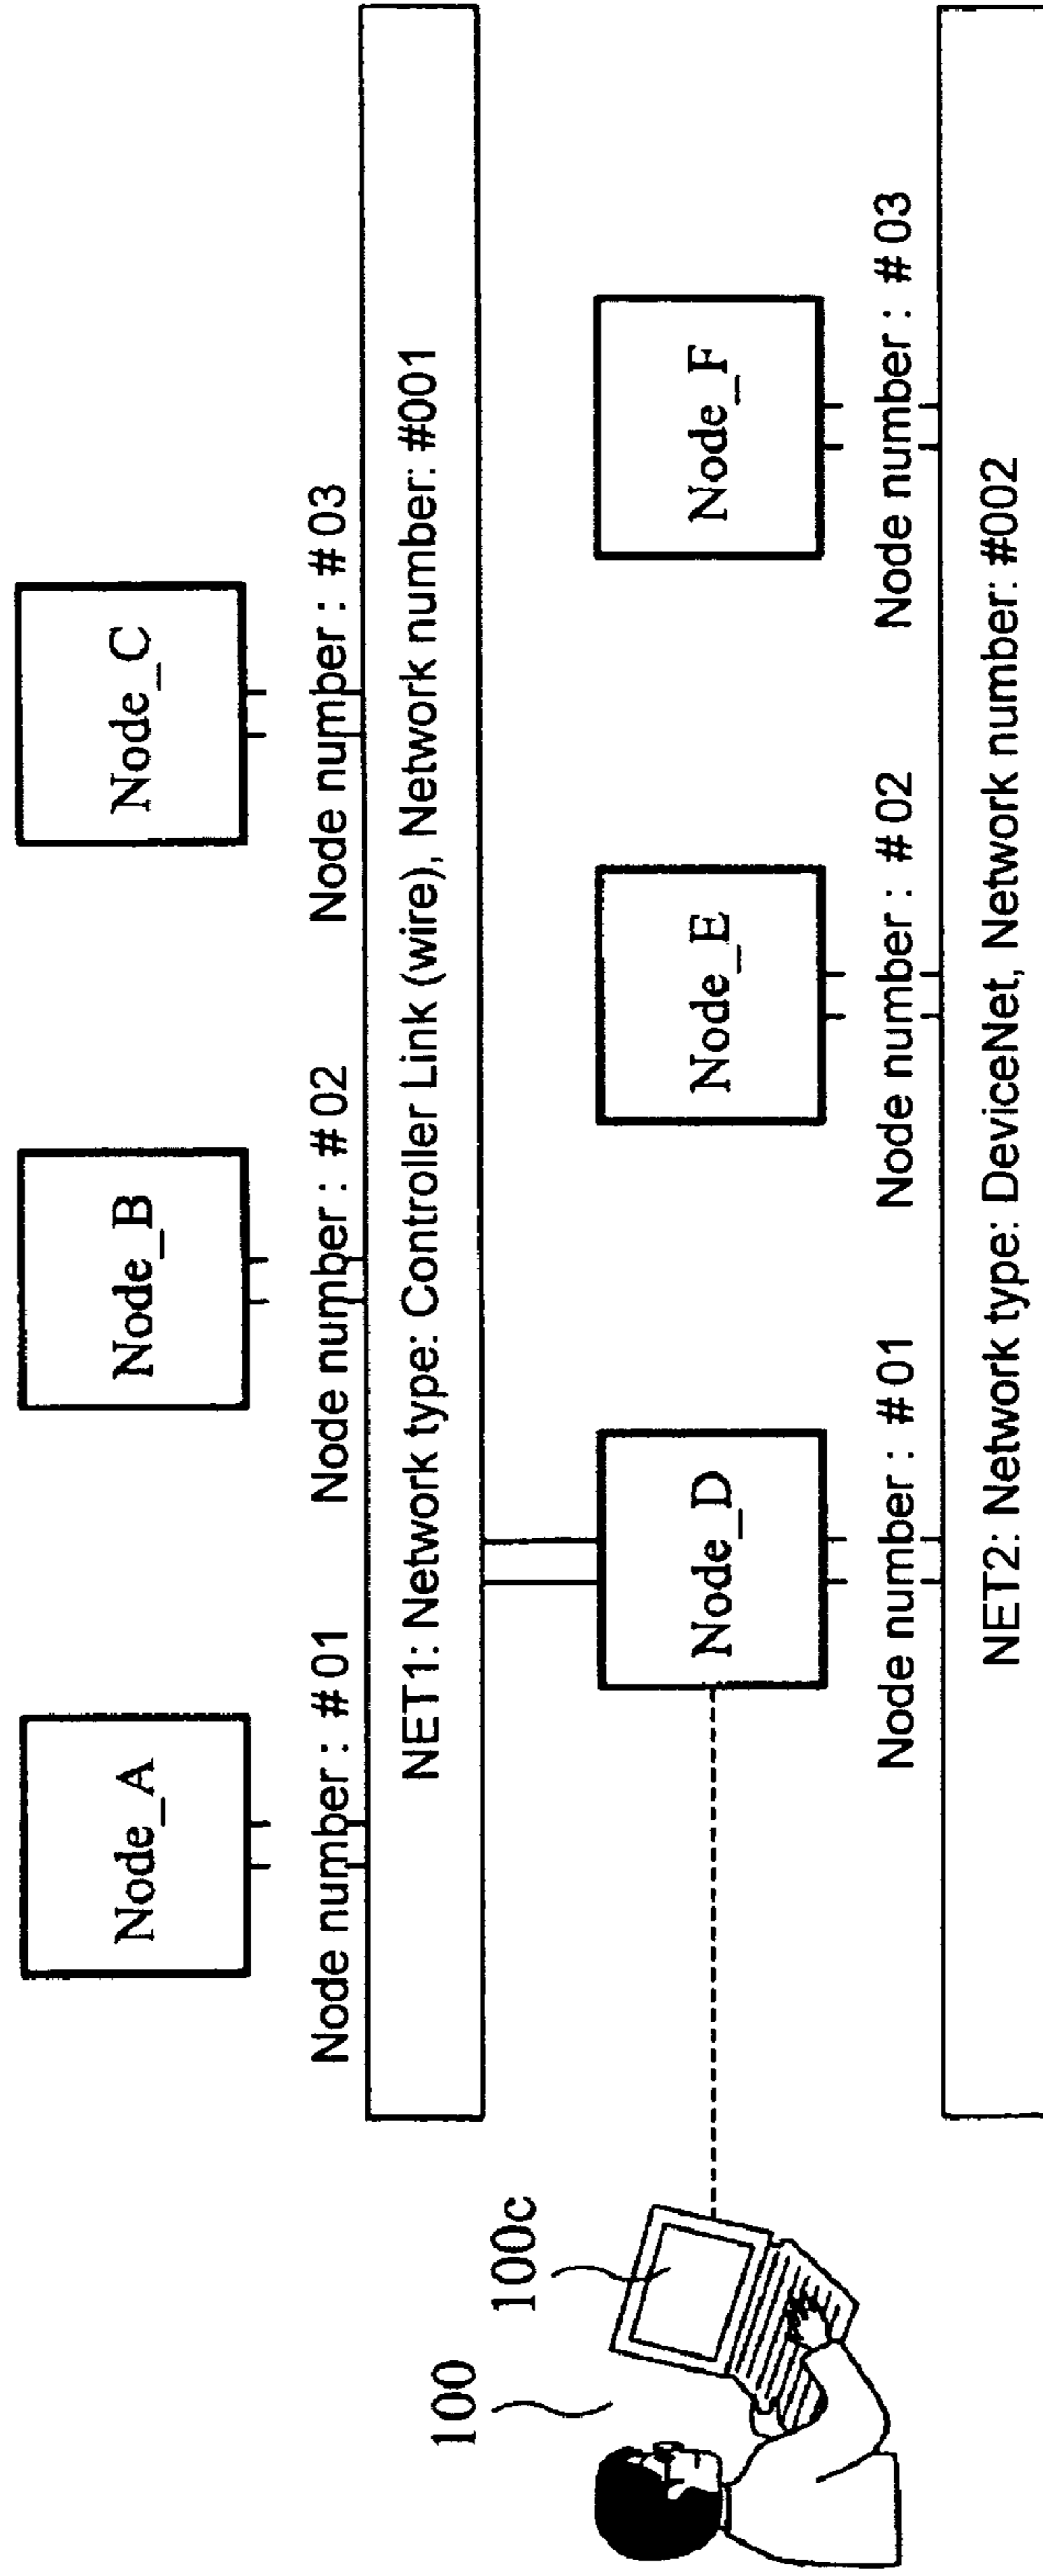 Node_A
Node_B
Node_C
Node number : # 01
Node number : # 02
Node number : # 03
NET1: Network type: Controller Link (wire), Network number: #001
100
100c
Node_D
Node_E
Node_F
Node number : # 01
Node number : # 02
Node number : # 03
NET2: Network type: DeviceNet, Network number: #002